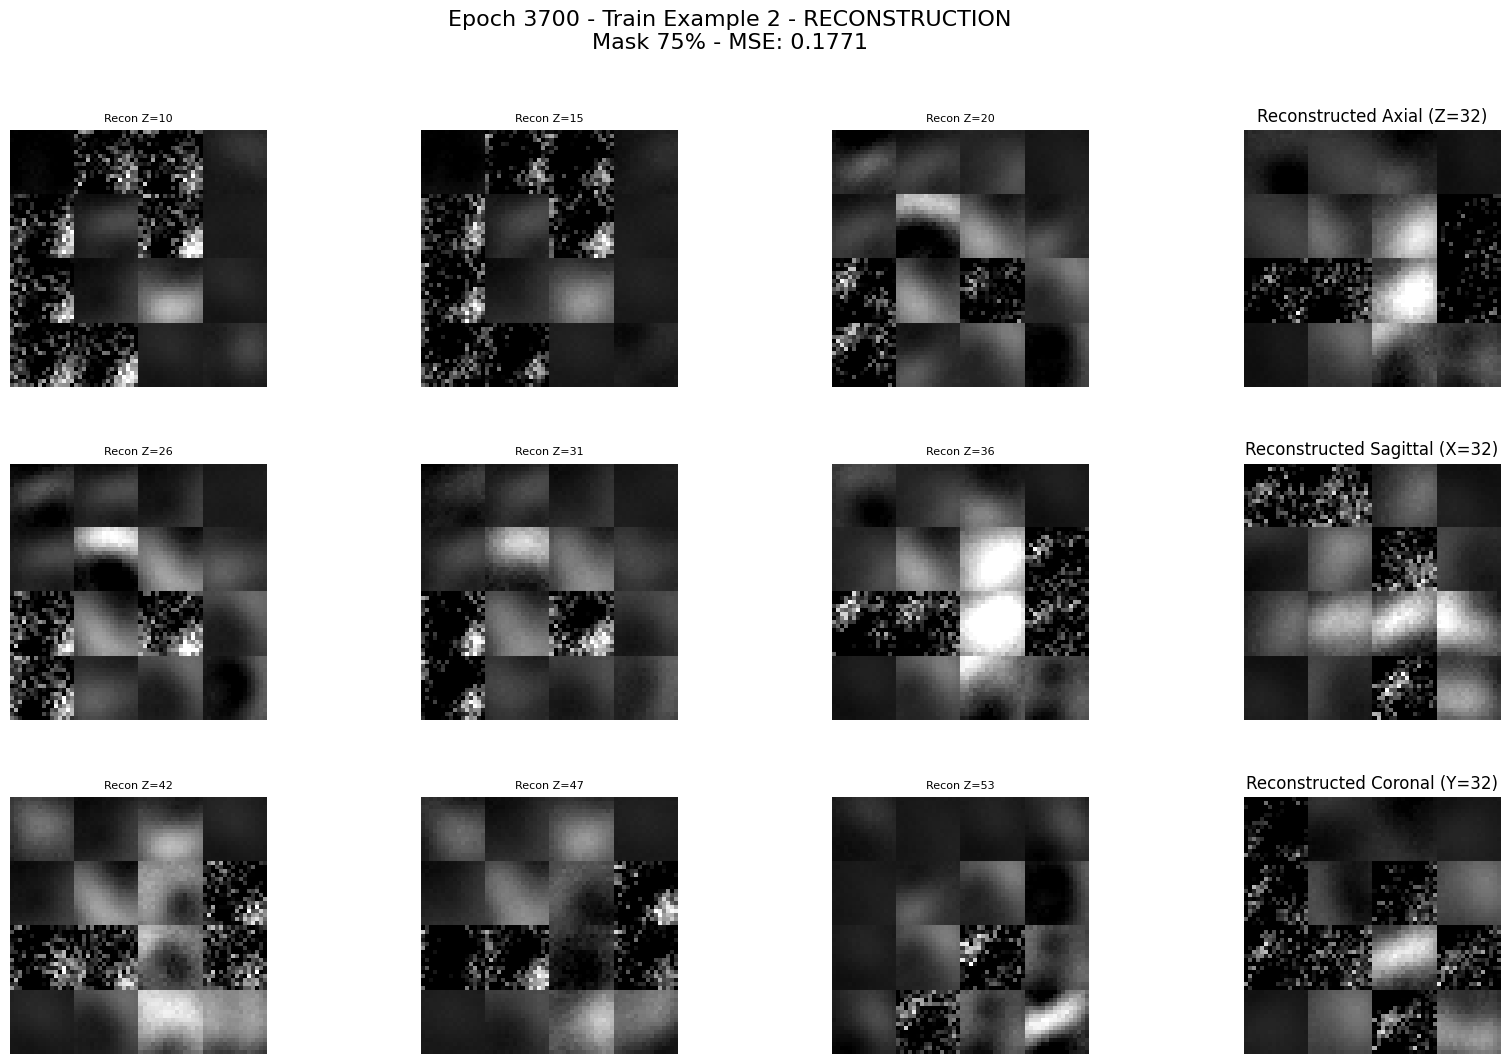 Epoch 3700 - Train Example 2 - RECONSTRUCTION
Mask 75% - MSE: 0.1771
Recon Z=10
Recon Z=15
Recon Z=20
Reconstructed Axial (Z=32)
Recon Z=26
Recon Z=31
Recon Z=36
Reconstructed Sagittal (X=32)
Recon Z=42
Recon Z=47
Recon Z=53
Reconstructed Coronal (Y=32)